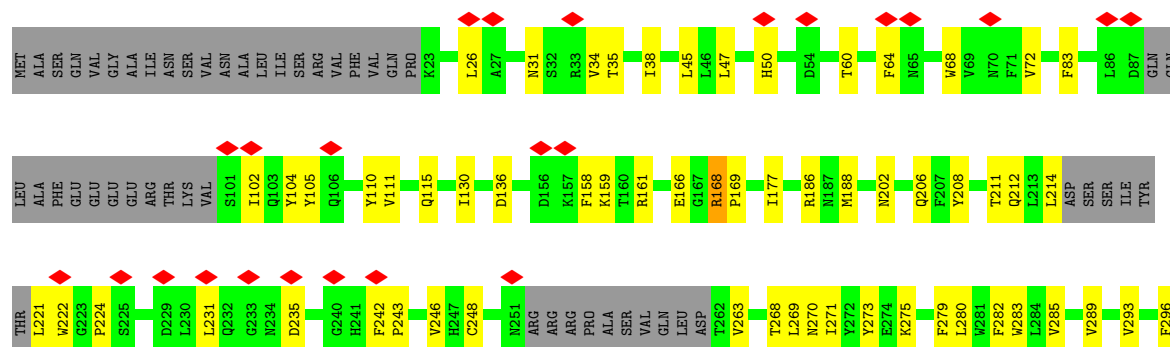 MET ALA SER GLN VAL GLY ALA ILE ASN SER VAL ASN ALA LEU ILE SER ARG VAL PHE VAL GLN PRO K23 L26 A27 N31 S32 R33 V34 T35 I38 L45 L46 L47 H50 D54 T60 F64 N65 W68 V69 N70 F71 V72 F83 L86 D87 GLN GLN
LEU ALA PHE GLU GLU GLU GLU ARG THR LYS VAL S101 I102 Q103 Y104 Y105 Q106 Y110 V111 Q115 I130 D136 D156 K157 F158 K159 T160 R161 E166 G167 R168 P169 I177 R186 N187 M188 N202 Q206 F207 Y208 T211 Q212 L213 L214 ASP SER SER ILE TYR
THR L221 W222 G223 P224 S225 D229 L230 L231 Q232 G233 N234 D235 G240 H241 F242 P243 V246 H247 C248 N251 ARG ARG ARG PRO ALA SER VAL GLN LEU ASP T262 V263 T268 L269 N270 I271 Y272 Y273 E274 K275 F279 L280 W281 F282 W283 L284 V285 V289 V293 F296